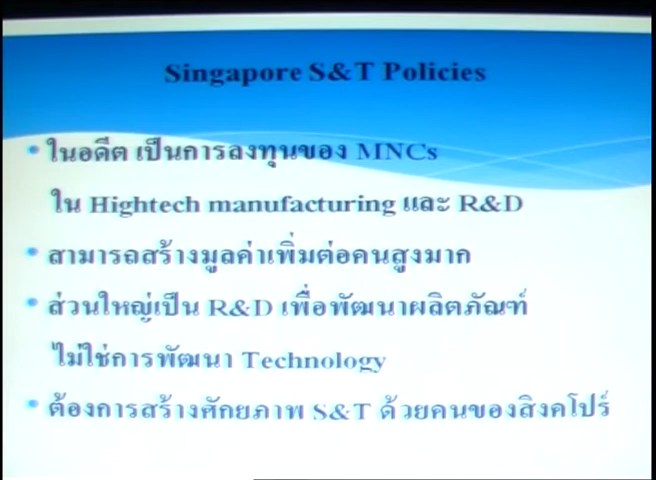 Singapore S&T Policies
• ในอดีต เป็นการลงทุนของ MNCs
ใน Hightech manufacturing และ R&D
• สามารถสร้างมูลค่าเพิ่มต่อคนสูงมาก
• ส่วนใหญ่เป็น R&D เพื่อพัฒนาผลิตภัณฑ์
ไม่ใช่การพัฒนา Technology
• ต้องการสร้างศักยภาพ S&T ด้วยคนของสิงคโปร์